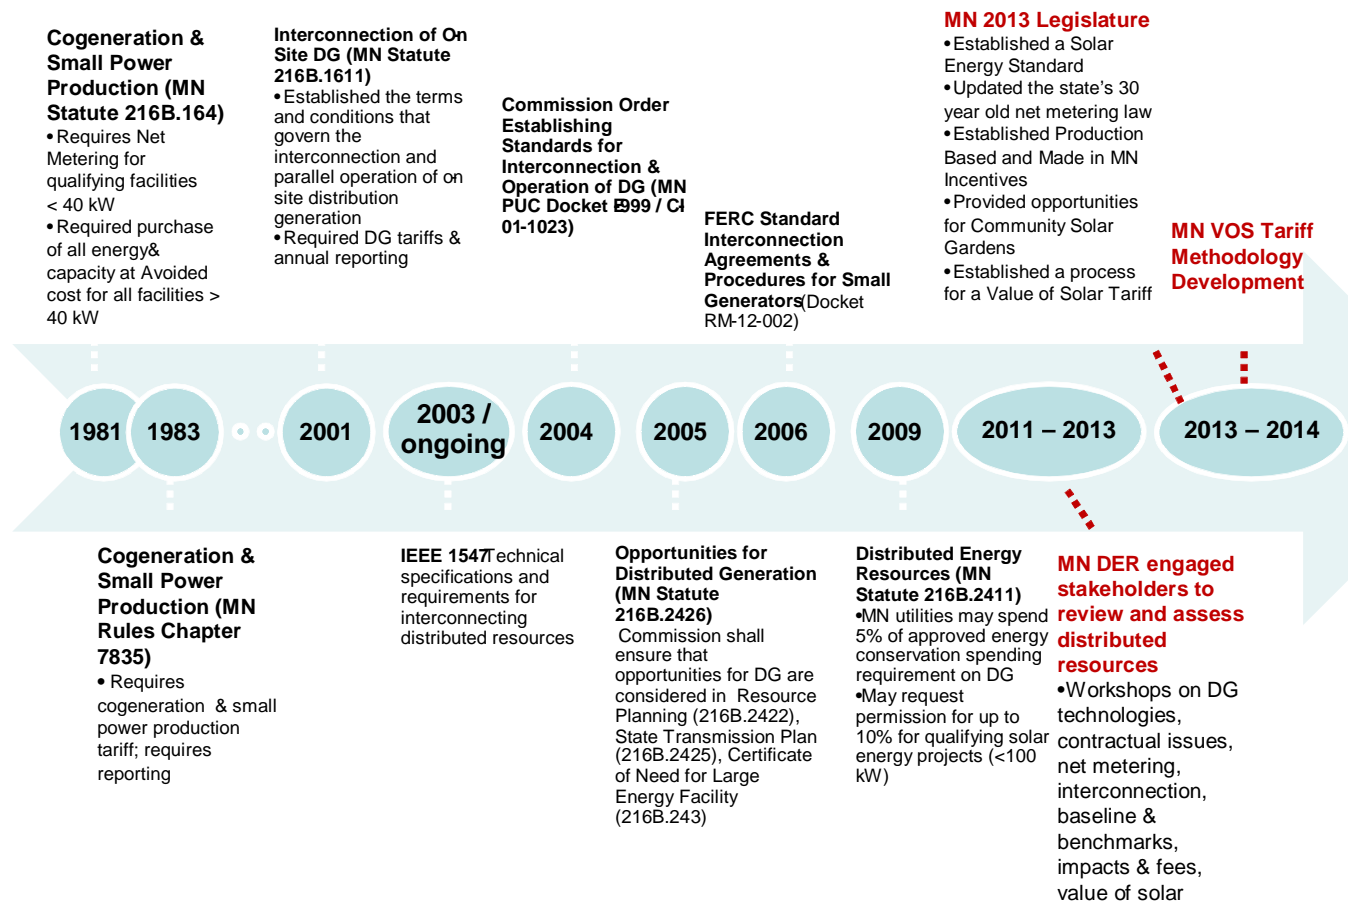 Cogeneration &
Small Power
Production (MN
Statute 216B.164)
• Requires Net
Metering for
qualifying facilities
< 40 kW
• Required purchase
of all energy&
capacity at Avoided
cost for all facilities >
40 kW
Interconnection of On
Site DG (MN Statute
216B.1611)
• Established the terms
and conditions that
govern the
interconnection and
parallel operation of on
site distribution
generation
• Required DG tariffs &
annual reporting
Commission Order
Establishing
Standards for
Interconnection &
Operation of DG (MN
PUC Docket E999 / CI
01-1023)
FERC Standard
Interconnection
Agreements &
Procedures for Small
Generators (Docket
RM-12-002)
MN 2013 Legislature
• Established a Solar
Energy Standard
• Updated the state's 30
year old net metering law
• Established Production
Based and Made in MN
Incentives
• Provided opportunities
for Community Solar
Gardens
• Established a process
for a Value of Solar Tariff
MN VOS Tariff
Methodology
Development
1981
1983
2001
2003 /
ongoing
2004
2005
2006
2009
2011 – 2013
2013 – 2014
Cogeneration &
Small Power
Production (MN
Rules Chapter
7835)
• Requires
cogeneration & small
power production
tariff; requires
reporting
IEEE 1547 Technical
specifications and
requirements for
interconnecting
distributed resources
Opportunities for
Distributed Generation
(MN Statute
216B.2426)
Commission shall
ensure that
opportunities for DG are
considered in Resource
Planning (216B.2422),
State Transmission Plan
(216B.2425), Certificate
of Need for Large
Energy Facility
(216B.243)
Distributed Energy
Resources (MN
Statute 216B.2411)
•MN utilities may spend
5% of approved energy
conservation spending
requirement on DG
•May request
permission for up to
10% for qualifying solar
energy projects (<100
kW)
MN DER engaged
stakeholders to
review and assess
distributed
resources
•Workshops on DG
technologies,
contractual issues,
net metering,
interconnection,
baseline &
benchmarks,
impacts & fees,
value of solar